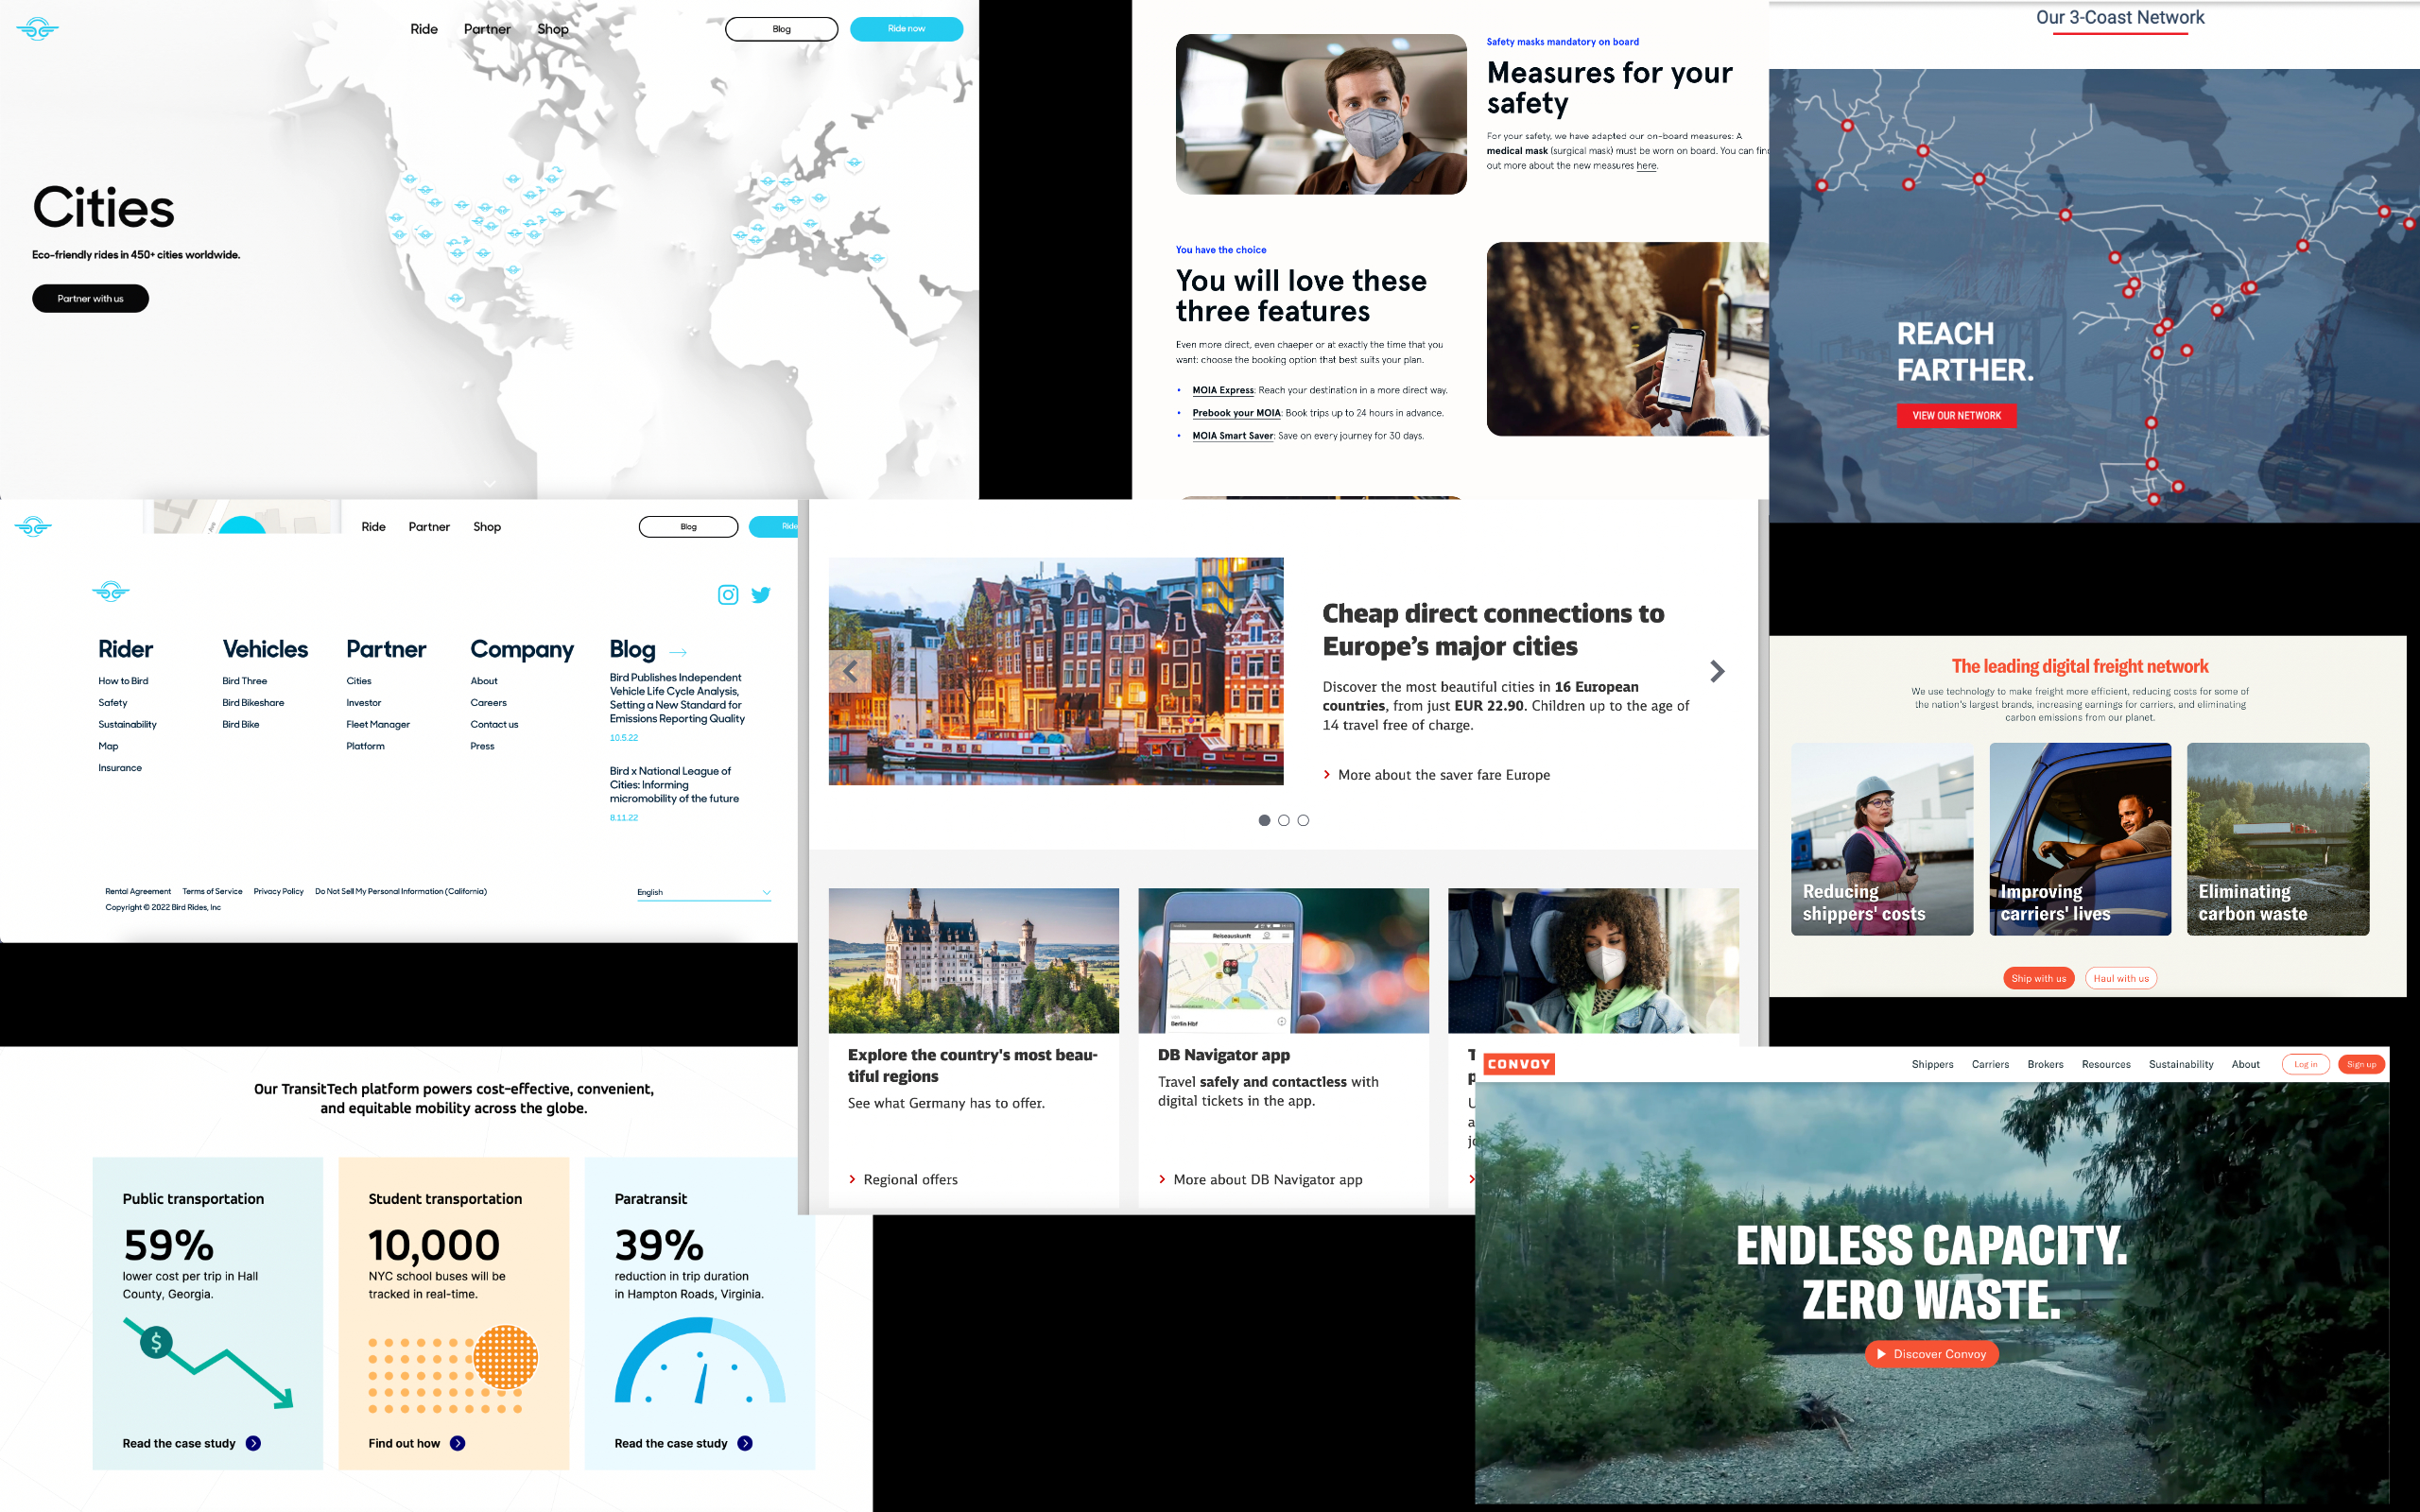 Ride Partner Shop
Blog
Ride now
Cities
Eco-friendly rides in 450+ cities worldwide.
Partner with us
Safety masks mandatory on board
Measures for your
safety
For your safety, we have adapted our on-board measures: A
medical mask (surgical mask) must be worn on board. You can fin
out more about the new measures here.
You have the choice
You will love these
three features
Even more direct, even chaeper or at exactly the time that you
want: choose the booking option that best suits your plan.
• MOIA Express: Reach your destination in a more direct way.
• Prebook your MOIA: Book trips up to 24 hours in advance.
• MOIA Smart Saver: Save on every journey for 30 days.
Our 3-Coast Network
REACH
FARTHER.
VIEW OUR NETWORK
Ride Partner Shop
Blog
Ride
Rider
How to Bird
Safety
Sustainability
Map
Insurance
Vehicles
Bird Three
Bird Bikeshare
Bird Bike
Partner
Cities
Investor
Fleet Manager
Platform
Company
About
Careers
Contact us
Press
Blog →
Bird Publishes Independent
Vehicle Life Cycle Analysis,
Setting a New Standard for
Emissions Reporting Quality
10.5.22
Bird x National League of
Cities: Informing
micromobility of the future
8.11.22
Rental Agreement Terms of Service Privacy Policy Do Not Sell My Personal Information (California)
Copyright © 2022 Bird Rides, Inc
English
Cheap direct connections to
Europe's major cities
Discover the most beautiful cities in 16 European
countries, from just EUR 22.90. Children up to the age of
14 travel free of charge.
More about the saver fare Europe
Reiseauskunft
Berlin Hbf
Explore the country's most beau-
tiful regions
See what Germany has to offer.
Regional offers
DB Navigator app
Travel safely and contactless with
digital tickets in the app.
More about DB Navigator app
T
p
U
a
jo
The leading digital freight network
We use technology to make freight more efficient, reducing costs for some of
the nation's largest brands, increasing earnings for carriers, and eliminating
carbon emissions from our planet.
Reducing
shippers' costs
Improving
carriers' lives
Eliminating
carbon waste
Ship with us
Haul with us
Our TransitTech platform powers cost-effective, convenient,
and equitable mobility across the globe.
Public transportation
59%
lower cost per trip in Hall
County, Georgia.
$
Read the case study
Student transportation
10,000
NYC school buses will be
tracked in real-time.
Find out how
Paratransit
39%
reduction in trip duration
in Hampton Roads, Virginia.
Read the case study
CONVOY
Shippers Carriers Brokers Resources Sustainability About
Log in
Sign up
ENDLESS CAPACITY.
ZERO WASTE.
Discover Convoy